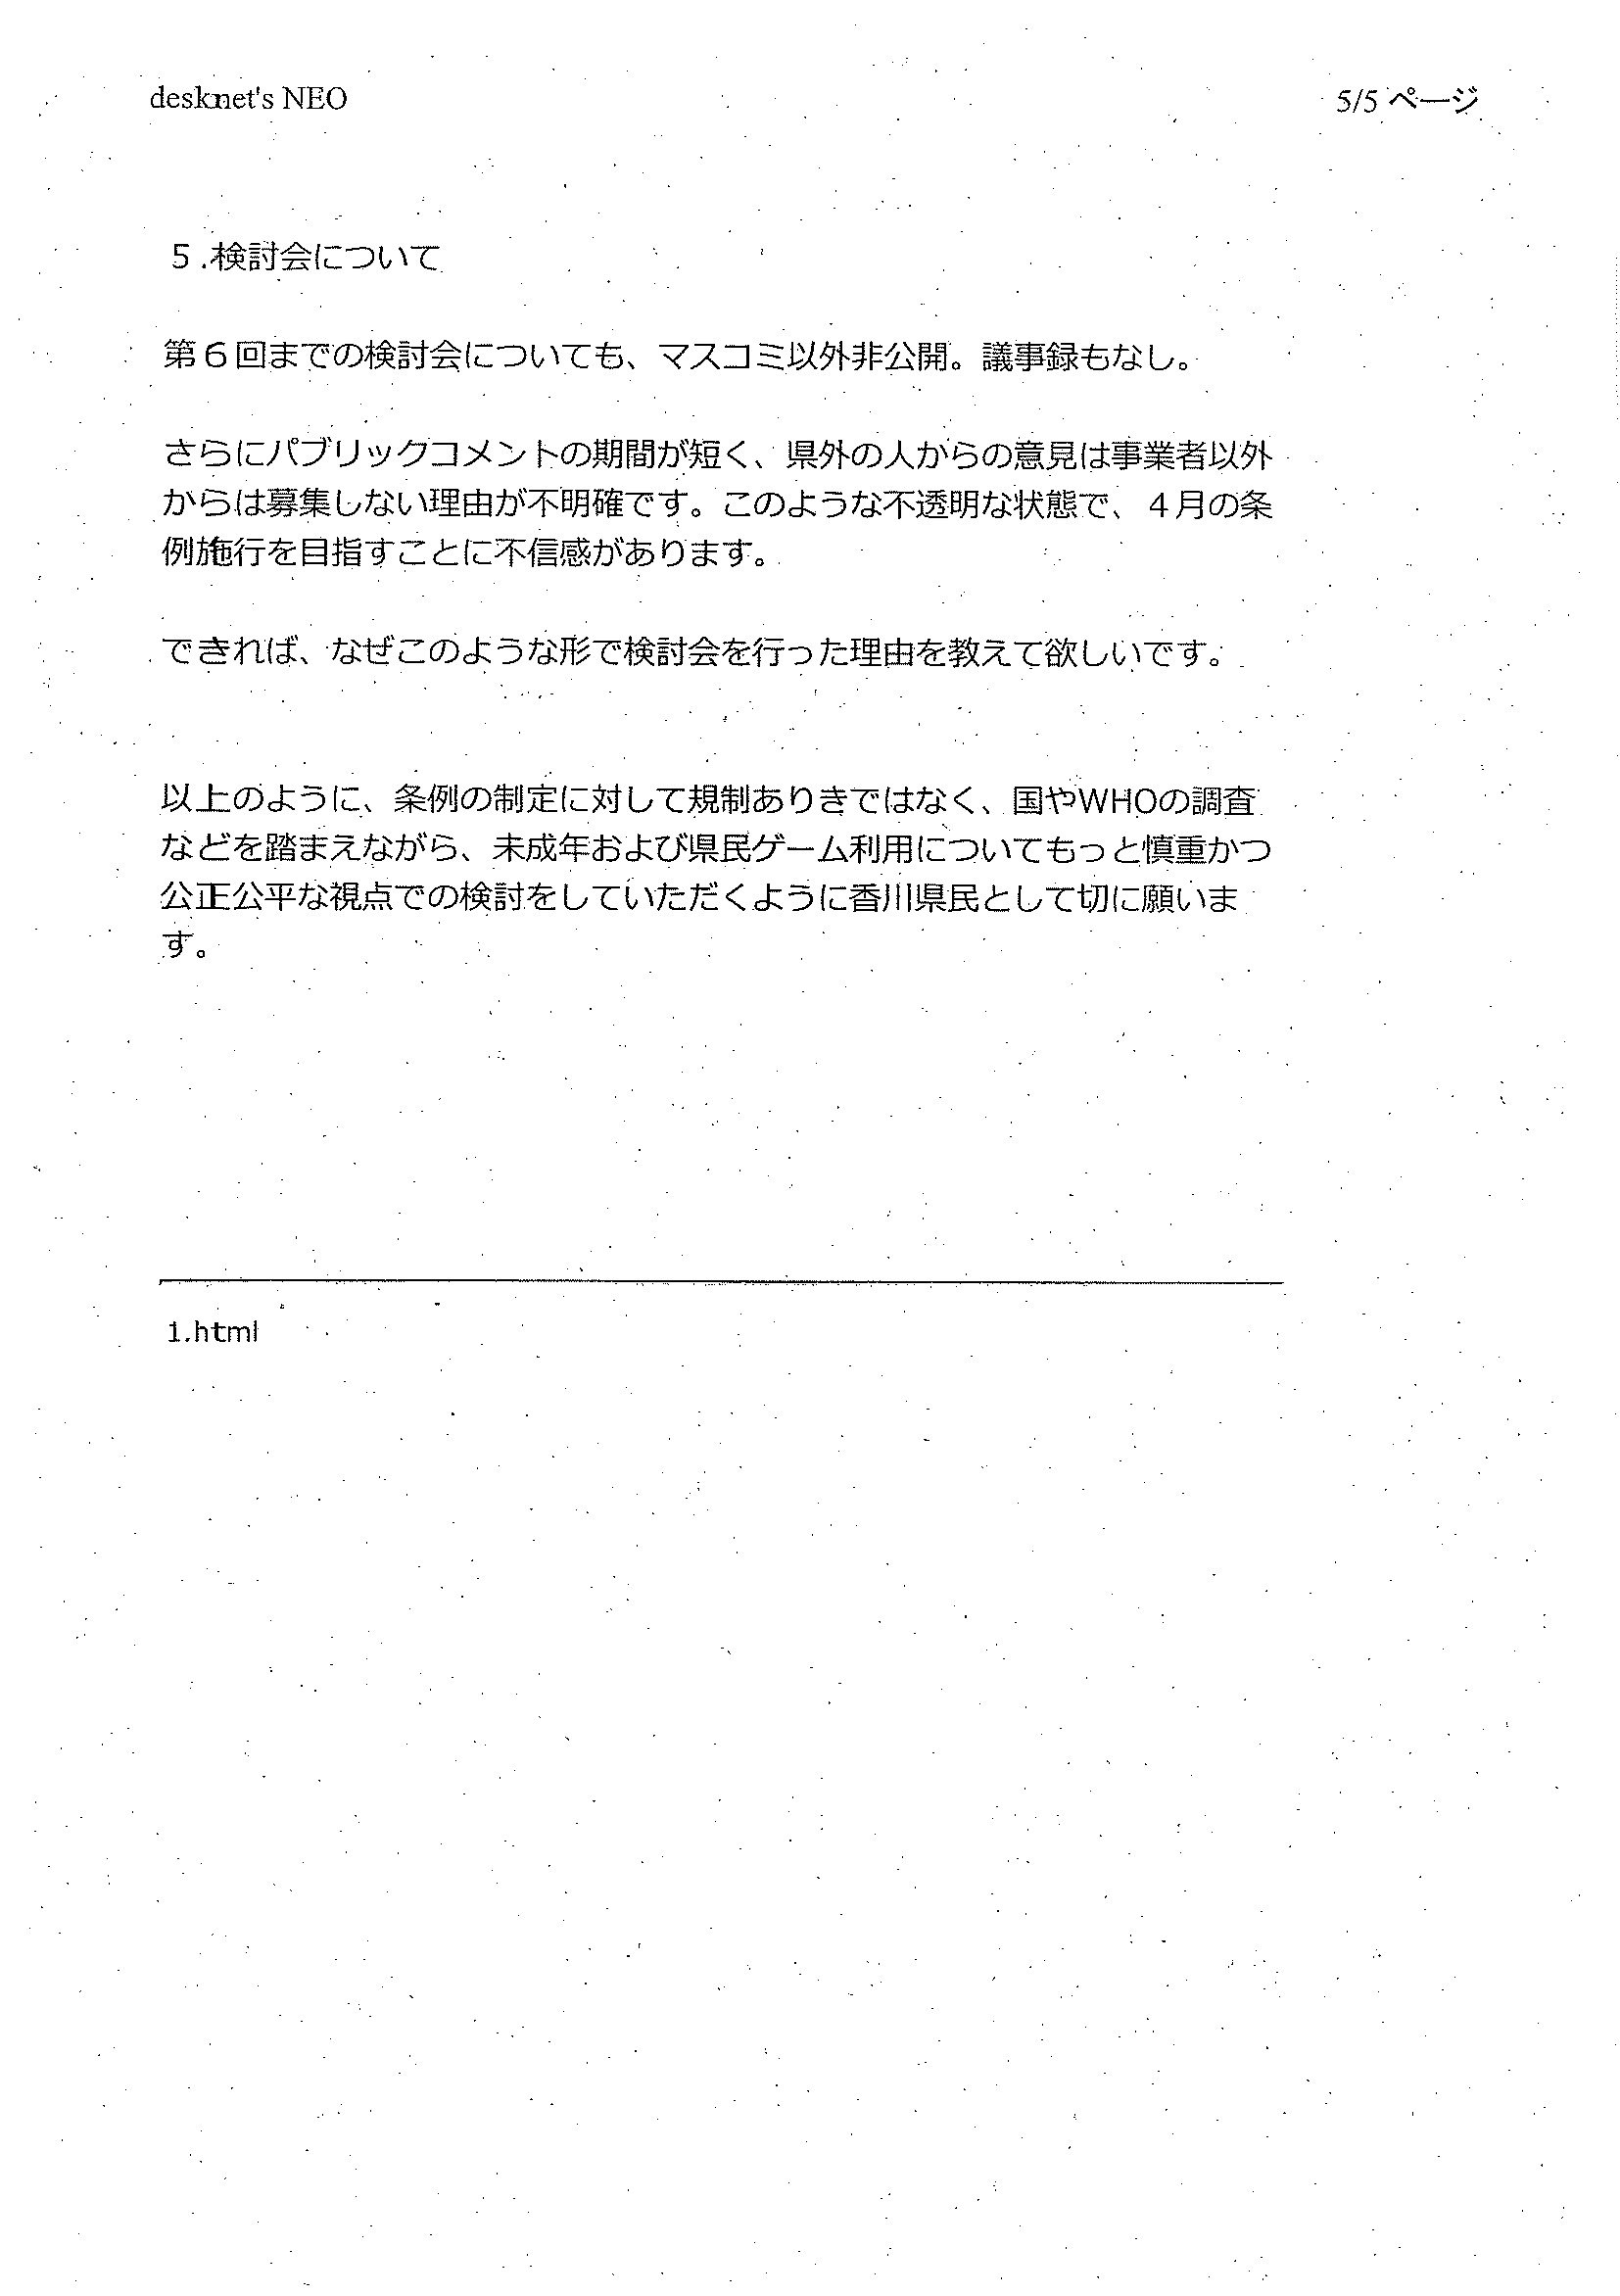 desknet's NEO
5/5 ページ
５.検討会について
第６回までの検討会についても、マスコミ以外非公開。議事録もなし。
さらにパブリックコメントの期間が短く、県外の人からの意見は事業者以外
からは募集しない理由が不明確です。このような不透明な状態で、４月の条
例施行を目指すことに不信感があります。
できれば、なぜこのような形で検討会を行った理由を教えて欲しいです。
以上のように、条例の制定に対して規制ありきではなく、国やWHOの調査
などを踏まえながら、未成年および県民ゲーム利用についてもっと慎重かつ
公正公平な視点での検討をしていただくように香川県民として切に願いま
す。
1.html